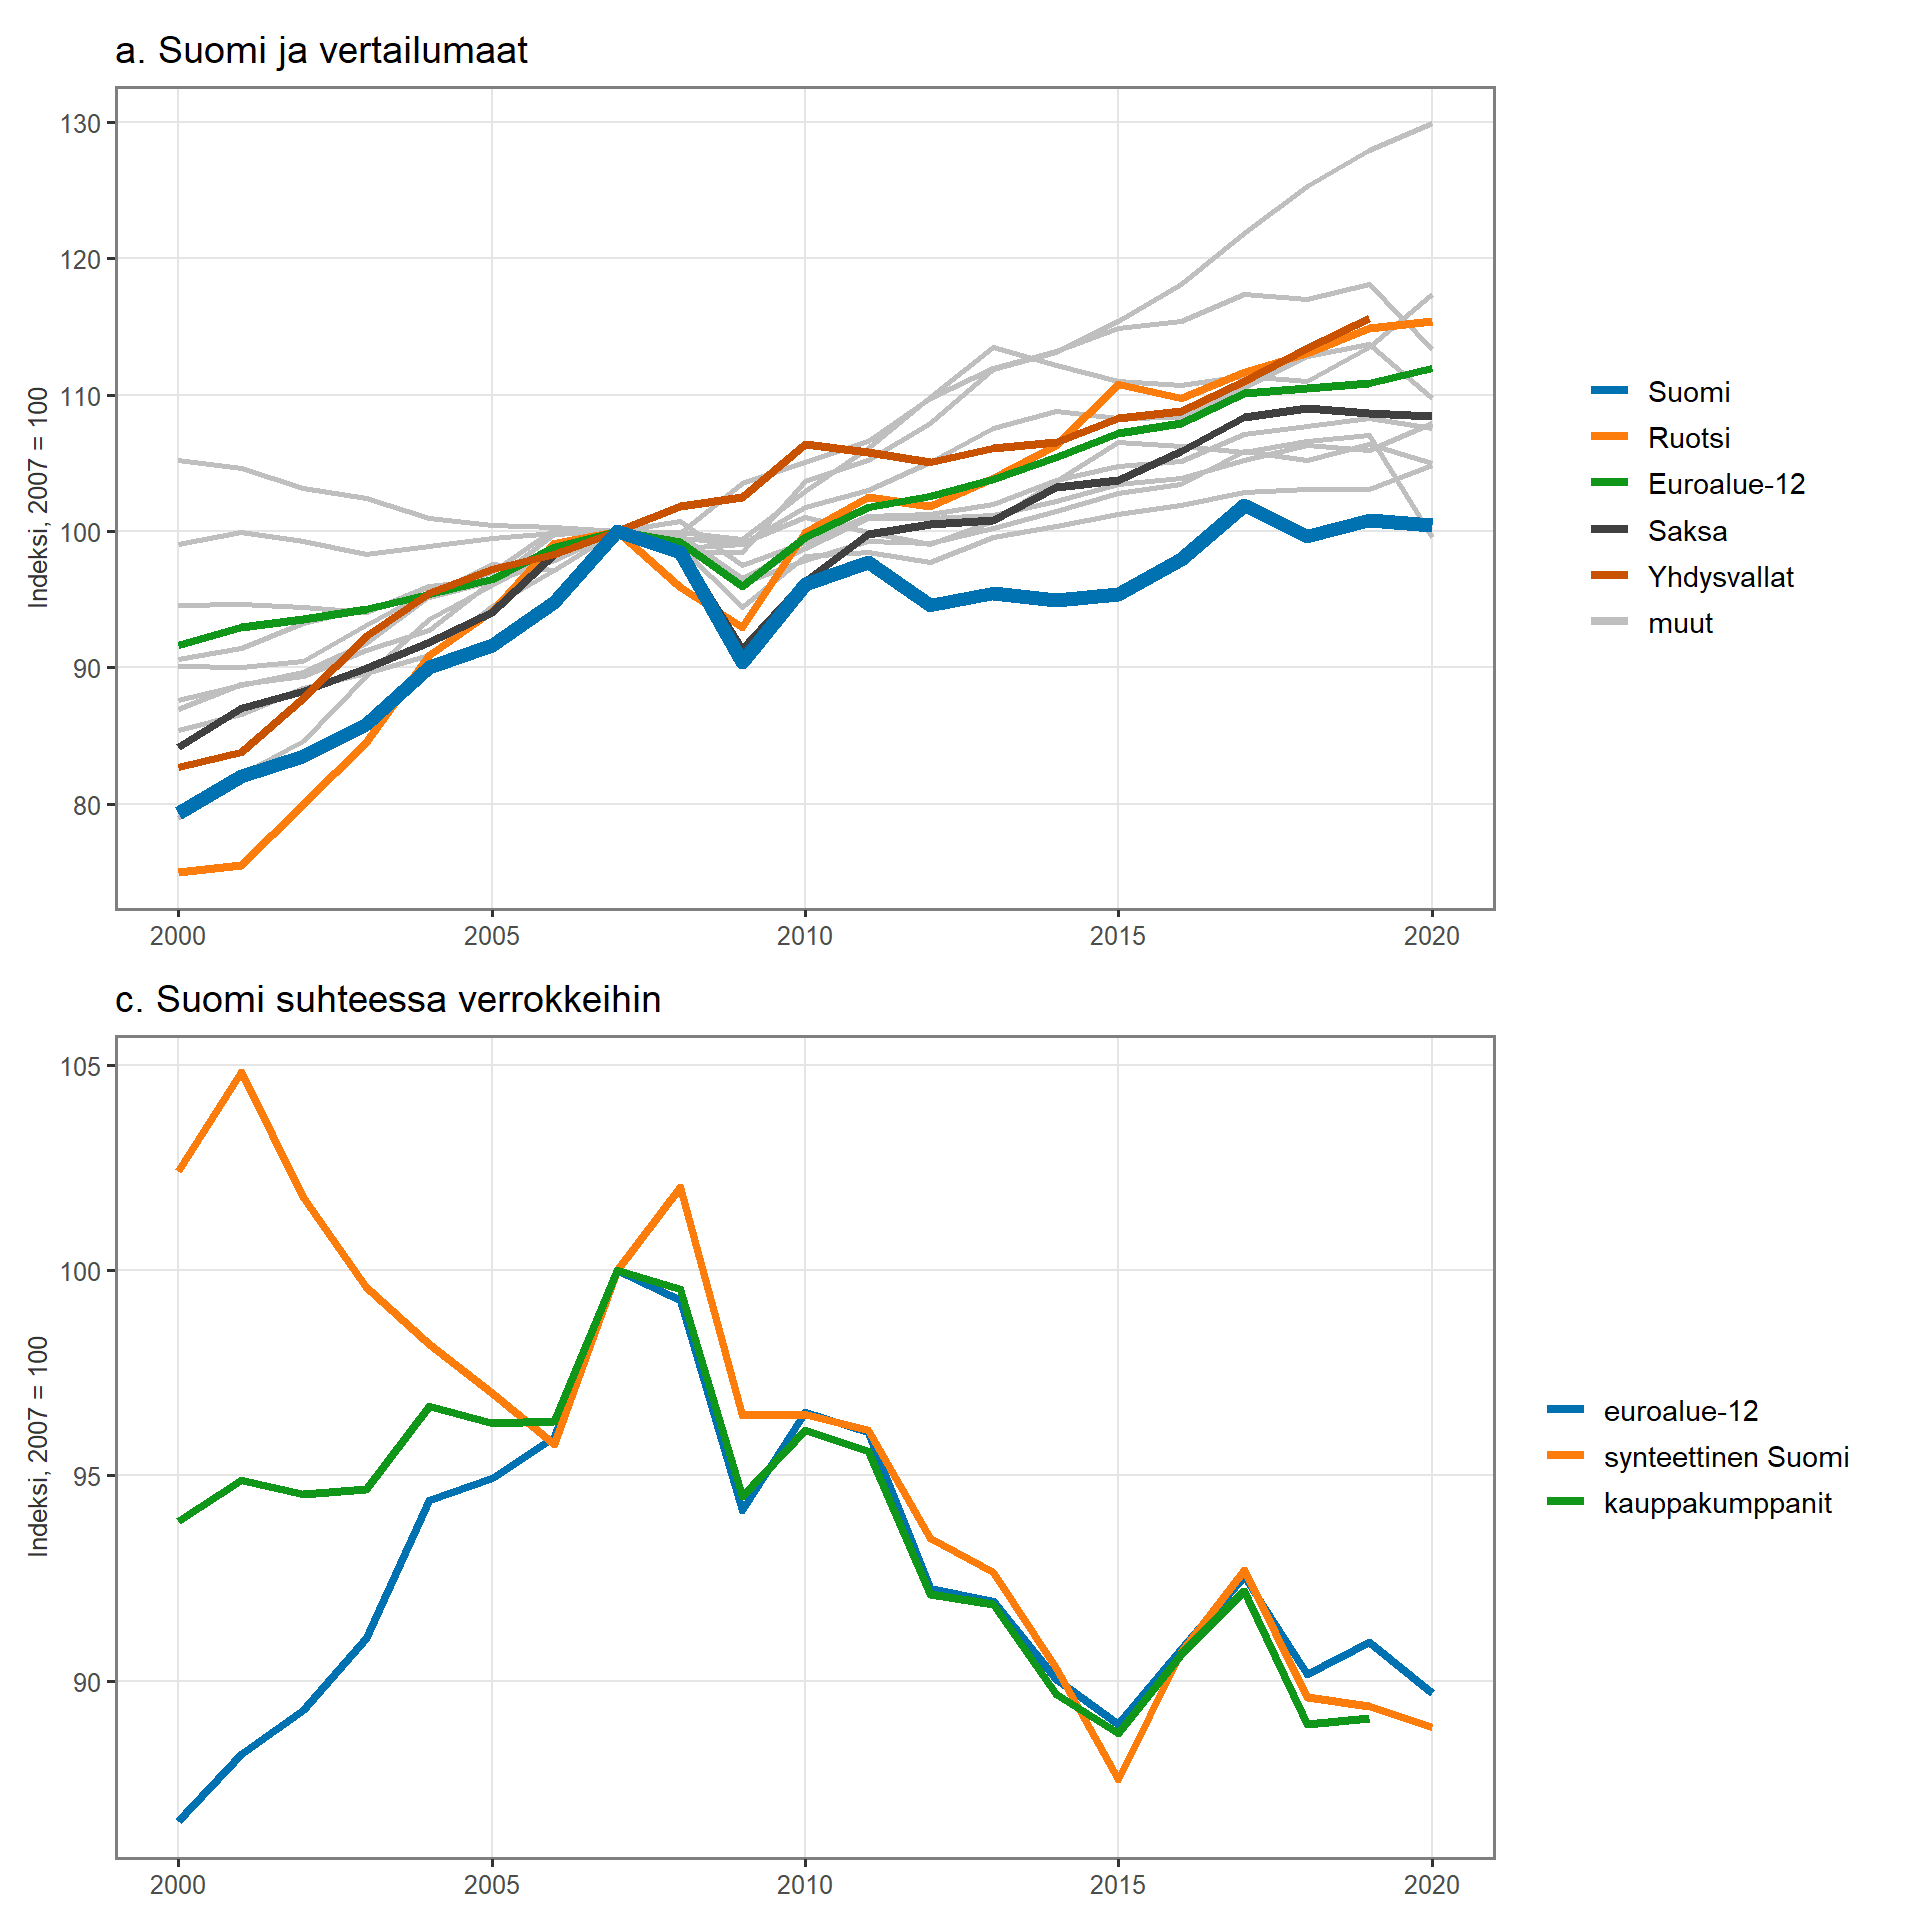 a. Suomi ja vertailumaat
Indeksi, 2007 = 100
130
120
110
100
90
80
2000
2005
2010
2015
2020
Suomi
Ruotsi
Euroalue-12
Saksa
Yhdysvallat
muut
c. Suomi suhteessa verrokkeihin
Indeksi, 2007 = 100
105
100
95
90
2000
2005
2010
2015
2020
euroalue-12
synteettinen Suomi
kauppakumppanit